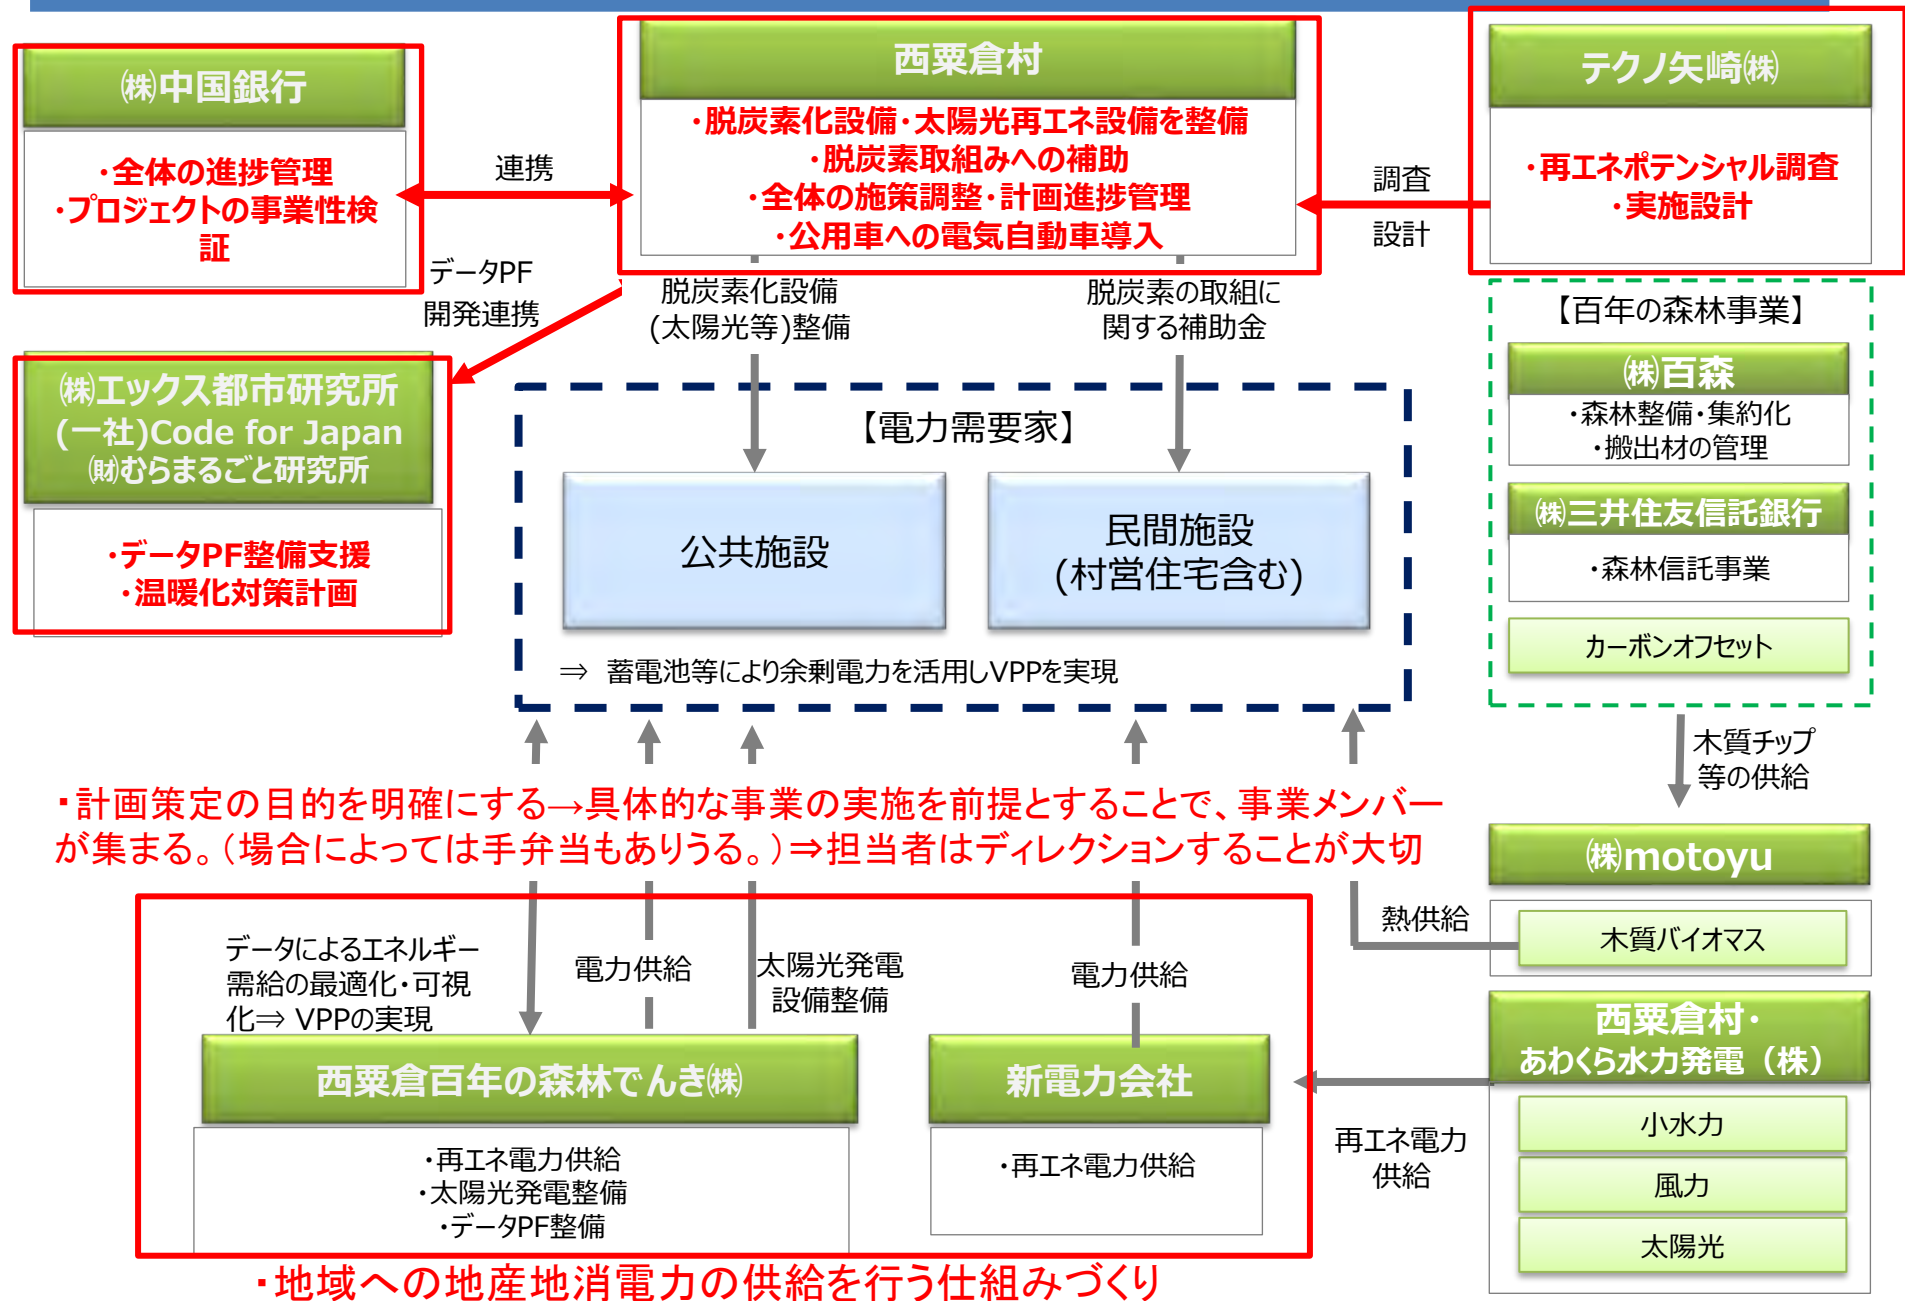 ㈱中国銀行
・全体の進捗管理
・プロジェクトの事業性検
証
連携
西粟倉村
・脱炭素化設備・太陽光再エネ設備を整備
・脱炭素取組みへの補助
・全体の施策調整・計画進捗管理
・公用車への電気自動車導入
調査
設計
テクノ矢崎㈱
・再エネポテンシャル調査
・実施設計
データPF
開発連携
脱炭素化設備
(太陽光等)整備
脱炭素の取組に
関する補助金
㈱エックス都市研究所
(一社)Code for Japan
㈶むらまるごと研究所
・データPF整備支援
・温暖化対策計画
【電力需要家】
公共施設
民間施設
(村営住宅含む)
⇒ 蓄電池等により余剰電力を活用しVPPを実現
【百年の森林事業】
㈱百森
・森林整備・集約化
・搬出材の管理
㈱三井住友信託銀行
・森林信託事業
カーボンオフセット
木質チップ
等の供給
・計画策定の目的を明確にする→具体的な事業の実施を前提とすることで、事業メンバー
が集まる。（場合によっては手弁当もありうる。）⇒担当者はディレクションすることが大切
㈱motoyu
木質バイオマス
熱供給
データによるエネルギー
需給の最適化・可視
化⇒ VPPの実現
電力供給
太陽光発電
設備整備
電力供給
西粟倉百年の森林でんき㈱
・再エネ電力供給
・太陽光発電整備
・データPF整備
新電力会社
・再エネ電力供給
再エネ電力
供給
西粟倉村・
あわくら水力発電（株）
小水力
風力
太陽光
・地域への地産地消電力の供給を行う仕組みづくり